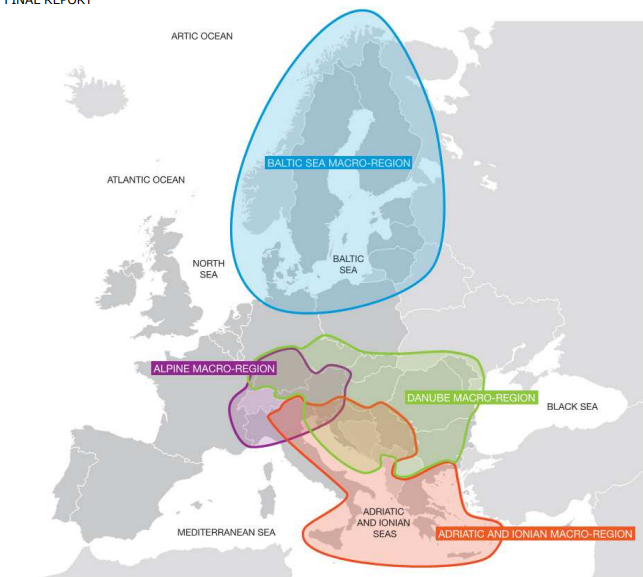 FINAL REPORT
ARTIC OCEAN
BALTIC SEA MACRO-REGION
ATLANTIC OCEAN
NORTH
SEA
BALTIC
SEA
ALPINE MACRO-REGION
DANUBE MACRO-REGION
BLACK SEA
ADRIATIC
AND IONIAN
SEAS
MEDITERRANEAN SEA
ADRIATIC AND IONIAN MACRO-REGION